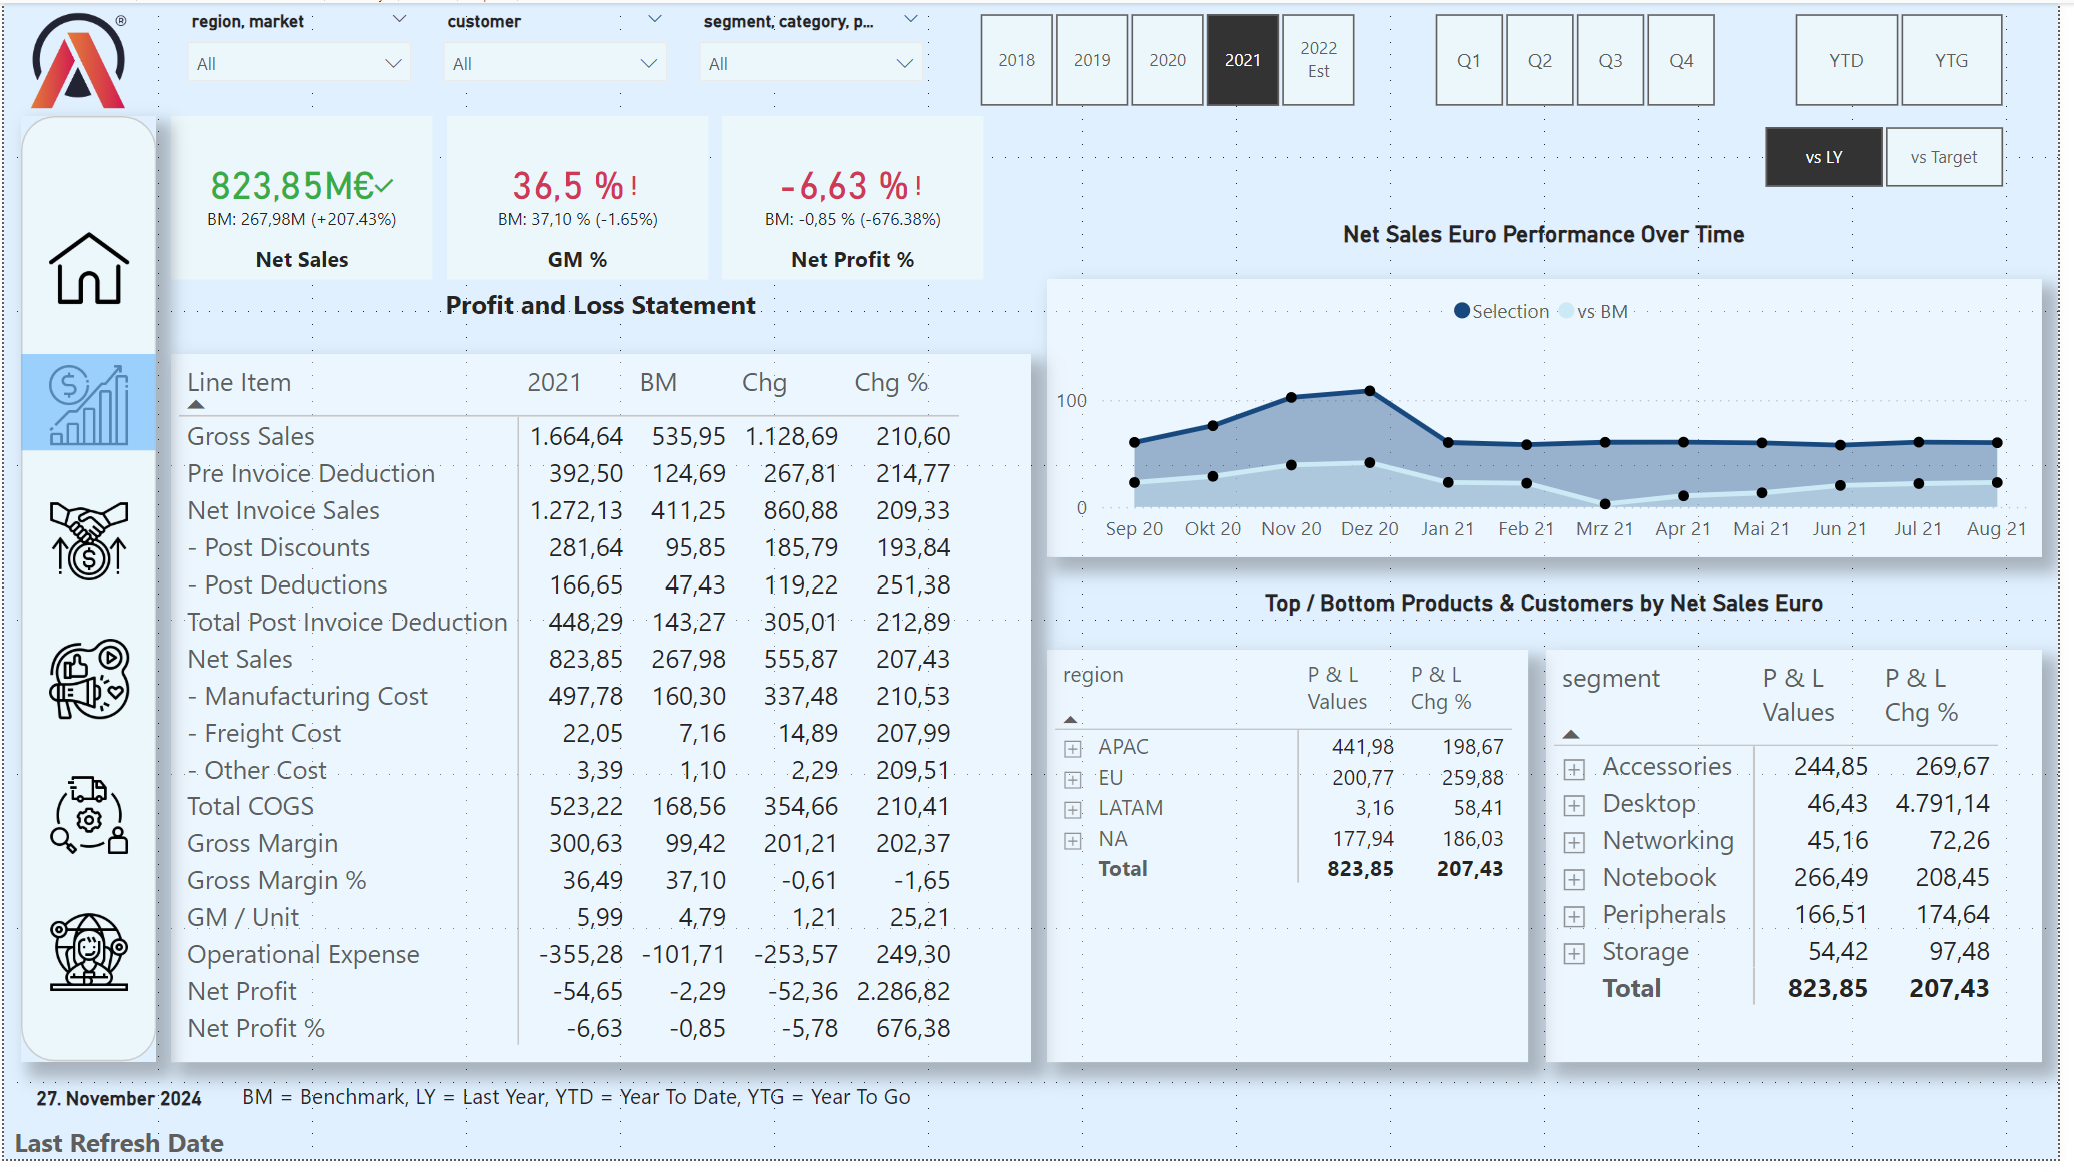 ®
region, market
All
customer
All
segment, category, p...
All
2018
2019
2020
2021
2022
Est
Q1
Q2
Q3
Q4
YTD
YTG
vs LY
vs Target
823,85M€
BM: 267,98M (+207.43%)
Net Sales
36,5 %!
BM: 37,10 % (-1.65%)
GM %
-6,63 %!
BM: -0,85 % (-676.38%)
Net Profit %
Profit and Loss Statement
Line Item 2021 BM Chg Chg %
Gross Sales 1.664,64 535,95 1.128,69 210,60
Pre Invoice Deduction 392,50 124,69 267,81 214,77
Net Invoice Sales 1.272,13 411,25 860,88 209,33
- Post Discounts 281,64 95,85 185,79 193,84
- Post Deductions 166,65 47,43 119,22 251,38
Total Post Invoice Deduction 448,29 143,27 305,01 212,89
Net Sales 823,85 267,98 555,87 207,43
- Manufacturing Cost 497,78 160,30 337,48 210,53
- Freight Cost 22,05 7,16 14,89 207,99
- Other Cost 3,39 1,10 2,29 209,51
Total COGS 523,22 168,56 354,66 210,41
Gross Margin 300,63 99,42 201,21 202,37
Gross Margin % 36,49 37,10 -0,61 -1,65
GM / Unit 5,99 4,79 1,21 25,21
Operational Expense -355,28 -101,71 -253,57 249,30
Net Profit -54,65 -2,29 -52,36 2.286,82
Net Profit % -6,63 -0,85 -5,78 676,38
Net Sales Euro Performance Over Time
Selection vs BM
100
0
Sep 20 Okt 20 Nov 20 Dez 20 Jan 21 Feb 21 Mrz 21 Apr 21 Mai 21 Jun 21 Jul 21 Aug 21
Top / Bottom Products & Customers by Net Sales Euro
region P & L Values P & L Chg %
APAC 441,98 198,67
EU 200,77 259,88
LATAM 3,16 58,41
NA 177,94 186,03
Total 823,85 207,43
segment P & L Values P & L Chg %
Accessories 244,85 269,67
Desktop 46,43 4.791,14
Networking 45,16 72,26
Notebook 266,49 208,45
Peripherals 166,51 174,64
Storage 54,42 97,48
Total 823,85 207,43
27. November 2024
BM = Benchmark, LY = Last Year, YTD = Year To Date, YTG = Year To Go
Last Refresh Date